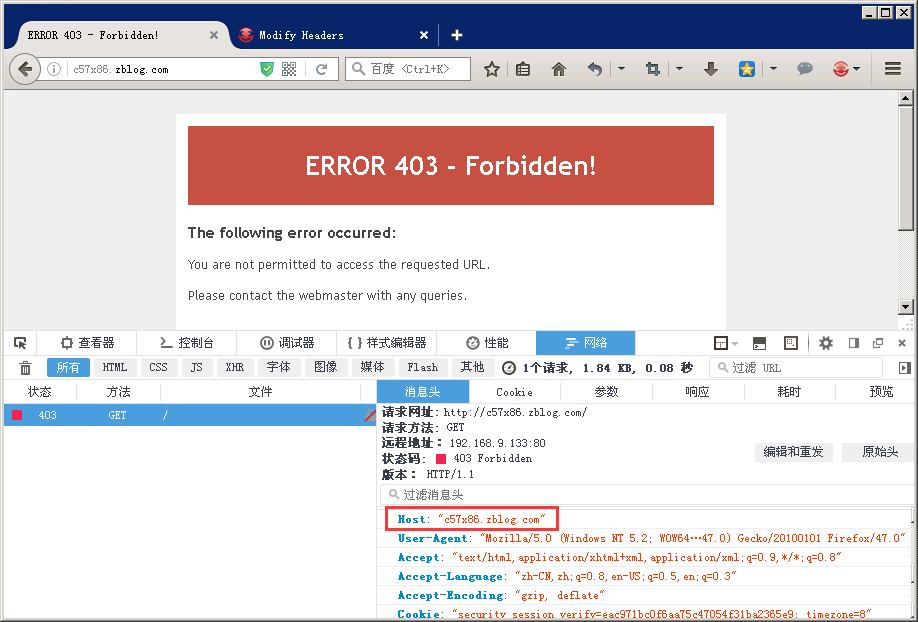 ERROR 403 - Forbidden! Modify Headers
c57x86.zblog.com 百度 <Ctrl+K>
ERROR 403 - Forbidden!
The following error occurred:
You are not permitted to access the requested URL.
Please contact the webmaster with any queries.
查看器 控制台 调试器 { } 样式编辑器 性能 网络
所有 HTML CSS JS XHR 字体 图像 媒体 Flash 其他 1个请求, 1.84 KB, 0.08 秒 过滤 URL
状态 方法 文件 消息头 Cookie 参数 响应 耗时 预览
403 GET /
请求网址: http://c57x86.zblog.com/
请求方法: GET
远程地址: 192.168.9.133:80
状态码: 403 Forbidden
编辑和重发 原始头
版本: HTTP/1.1
过滤消息头
Host: "c57x86.zblog.com"
User-Agent: "Mozilla/5.0 (Windows NT 5.2; WOW64…47.0) Gecko/20100101 Firefox/47.0"
Accept: "text/html,application/xhtml+xml,application/xml;q=0.9,*/*;q=0.8"
Accept-Language: "zh-CN,zh;q=0.8,en-US;q=0.5,en;q=0.3"
Accept-Encoding: "gzip, deflate"
Cookie: "security_session_verify=eac971bc0f6aa75c47054f31ba2365e9; timezone=8"